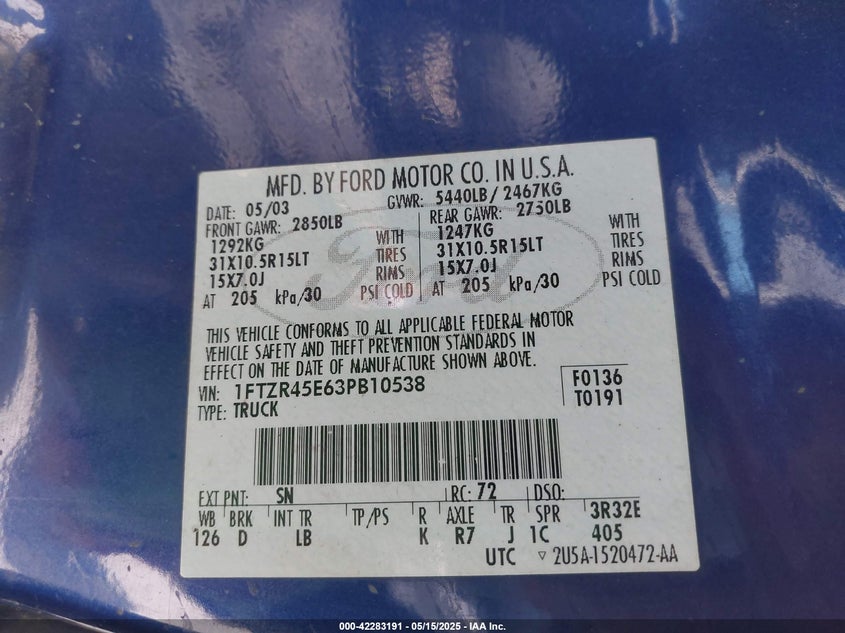 MFD. BY FORD MOTOR CO. IN U.S.A.
DATE: 05/03 GVWR: 5440LB/ 2467KG
FRONT GAWR: 2850LB REAR GAWR: 2750LB
1292KG WITH 1247KG WITH
31X10.5R15LT TIRES 31X10.5R15LT TIRES
15X7.0J RIMS 15X7.0J RIMS
AT 205 kPa/30 PSI COLD AT 205 kPa/30 PSI COLD
Ford
THIS VEHICLE CONFORMS TO ALL APPLICABLE FEDERAL MOTOR
VEHICLE SAFETY AND THEFT PREVENTION STANDARDS IN
EFFECT ON THE DATE OF MANUFACTURE SHOWN ABOVE.
VIN: 1FTZR45E63PB10538 F0136
TYPE: TRUCK T0191
EXT PNT: SN RC: 72 DSO:
WB BRK INT TR TP/PS R AXLE TR SPR 3R32E
126 D LB K R7 J 1C 405
UTC ▽ 2U5A-1520472-AA
000-42283191 - 05/15/2025 - IAA Inc.